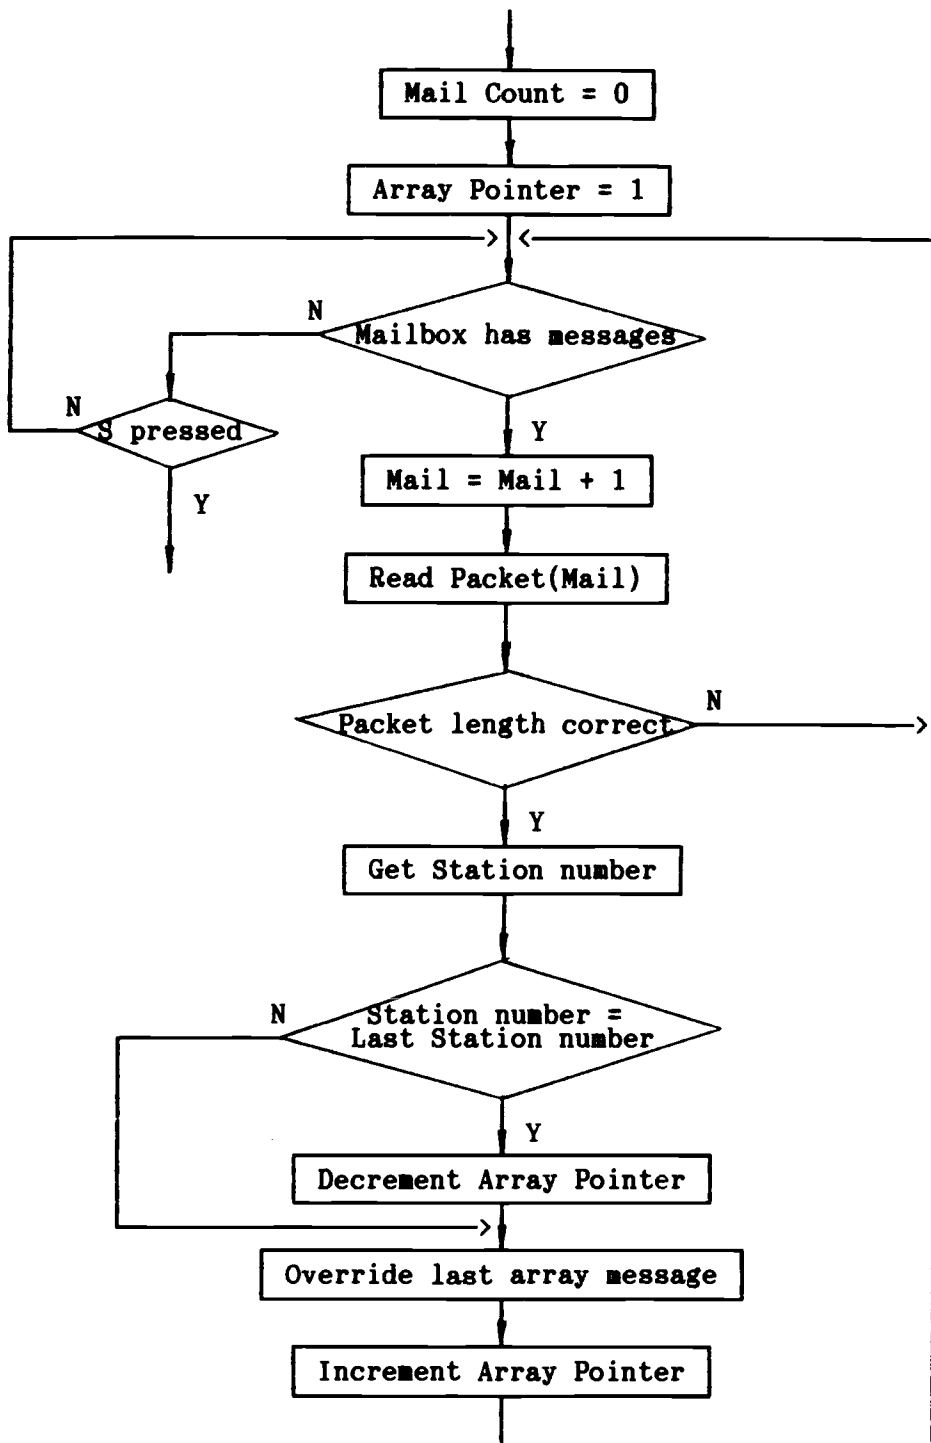 Mail Count = 0
Array Pointer = 1
N
Mailbox has messages
N
S pressed
Y
Y
Mail = Mail + 1
Read Packet(Mail)
N
Packet length correct
Y
Get Station number
N
Station number =
Last Station number
Y
Decrement Array Pointer
Override last array message
Increment Array Pointer